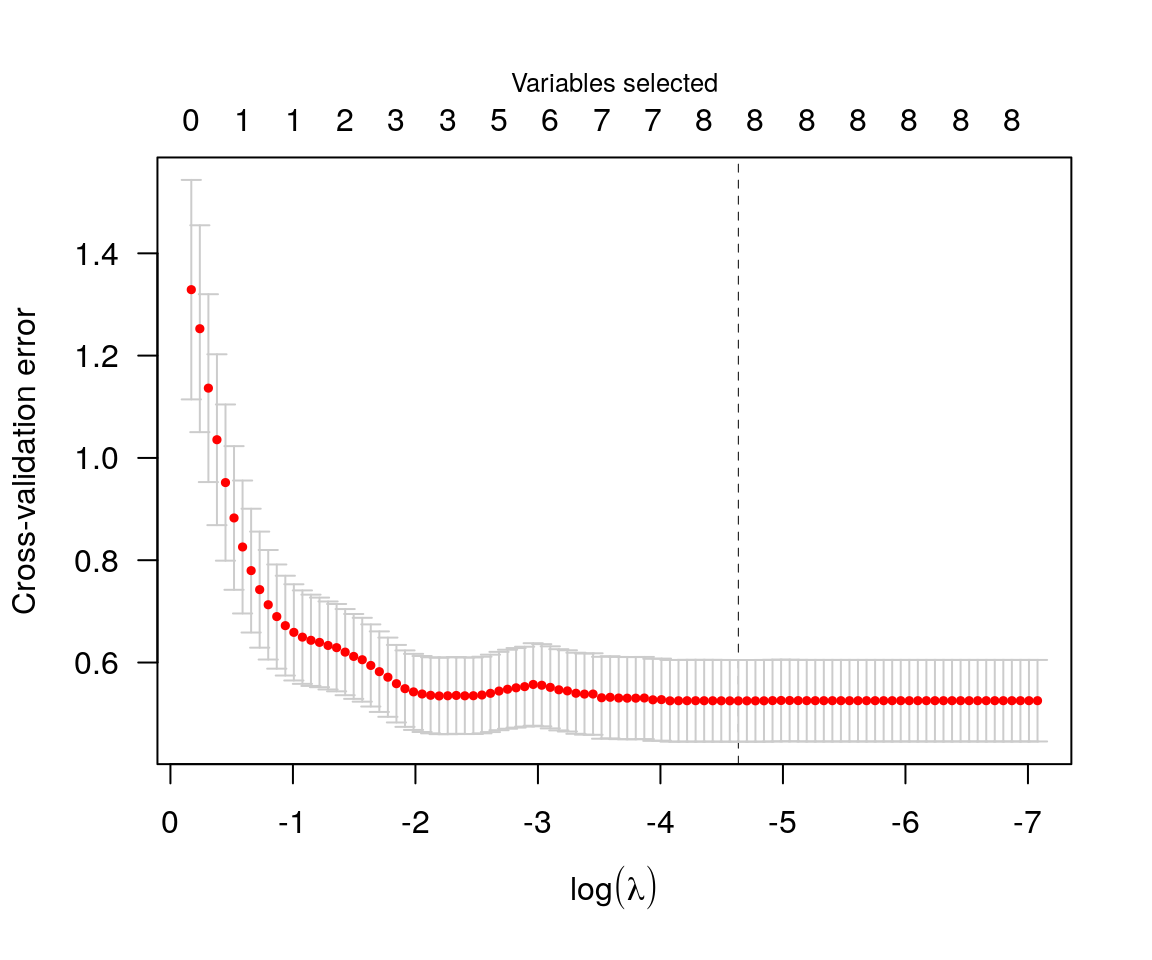 Variables selected
0 1 1 2 3 3 5 6 7 7 8 8 8 8 8 8 8
1.4
1.2
1.0
0.8
0.6
Cross-validation error
0 -1 -2 -3 -4 -5 -6 -7
log(λ)